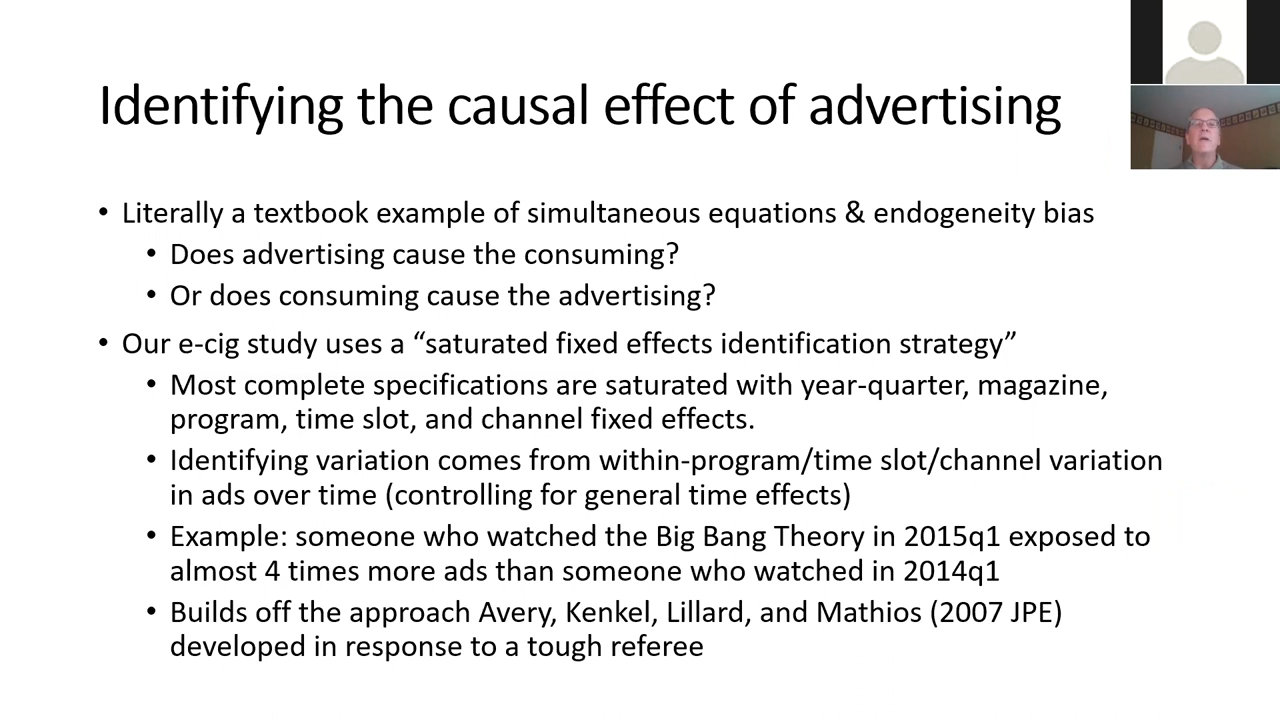 Identifying the causal effect of advertising
• Literally a textbook example of simultaneous equations & endogeneity bias
• Does advertising cause the consuming?
• Or does consuming cause the advertising?
• Our e-cig study uses a “saturated fixed effects identification strategy”
• Most complete specifications are saturated with year-quarter, magazine,
program, time slot, and channel fixed effects.
• Identifying variation comes from within-program/time slot/channel variation
in ads over time (controlling for general time effects)
• Example: someone who watched the Big Bang Theory in 2015q1 exposed to
almost 4 times more ads than someone who watched in 2014q1
• Builds off the approach Avery, Kenkel, Lillard, and Mathios (2007 JPE)
developed in response to a tough referee